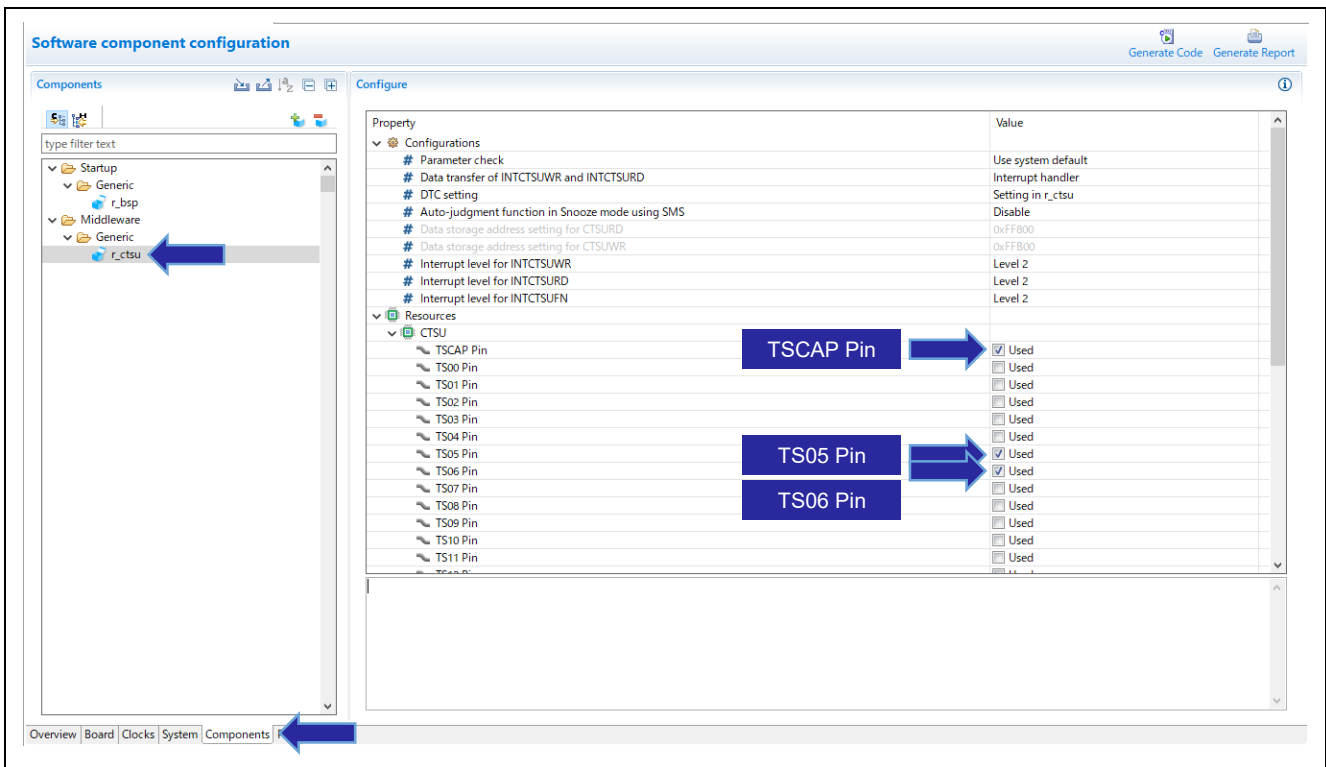 Software component configuration
Generate Code Generate Report
Components
Configure
type filter text
Startup
Generic
r_bsp
Middleware
Generic
r_ctsu
Property Value
Configurations
# Parameter check Use system default
# Data transfer of INTCTSUWR and INTCTSURD Interrupt handler
# DTC setting Setting in r_ctsu
# Auto-judgment function in Snooze mode using SMS Disable
# Data storage address setting for CTSURD 0xFF800
# Data storage address setting for CTSUWR 0xFFB00
# Interrupt level for INTCTSUWR Level 2
# Interrupt level for INTCTSURD Level 2
# Interrupt level for INTCTSUFN Level 2
Resources
CTSU
TSCAP Pin TSCAP Pin Used
TS00 Pin Used
TS01 Pin Used
TS02 Pin Used
TS03 Pin Used
TS04 Pin Used
TS05 Pin TS05 Pin Used
TS06 Pin Used
TS07 Pin Used
TS06 Pin
TS08 Pin Used
TS09 Pin Used
TS10 Pin Used
TS11 Pin Used
Overview Board Clocks System Components